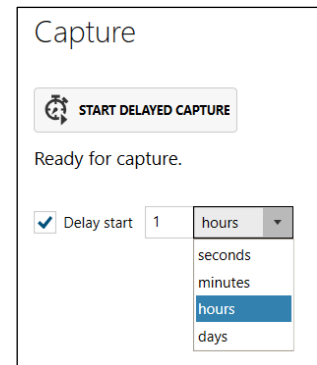 Capture
START DELAYED CAPTURE
Ready for capture.
Delay start 1 hours
seconds
minutes
hours
days